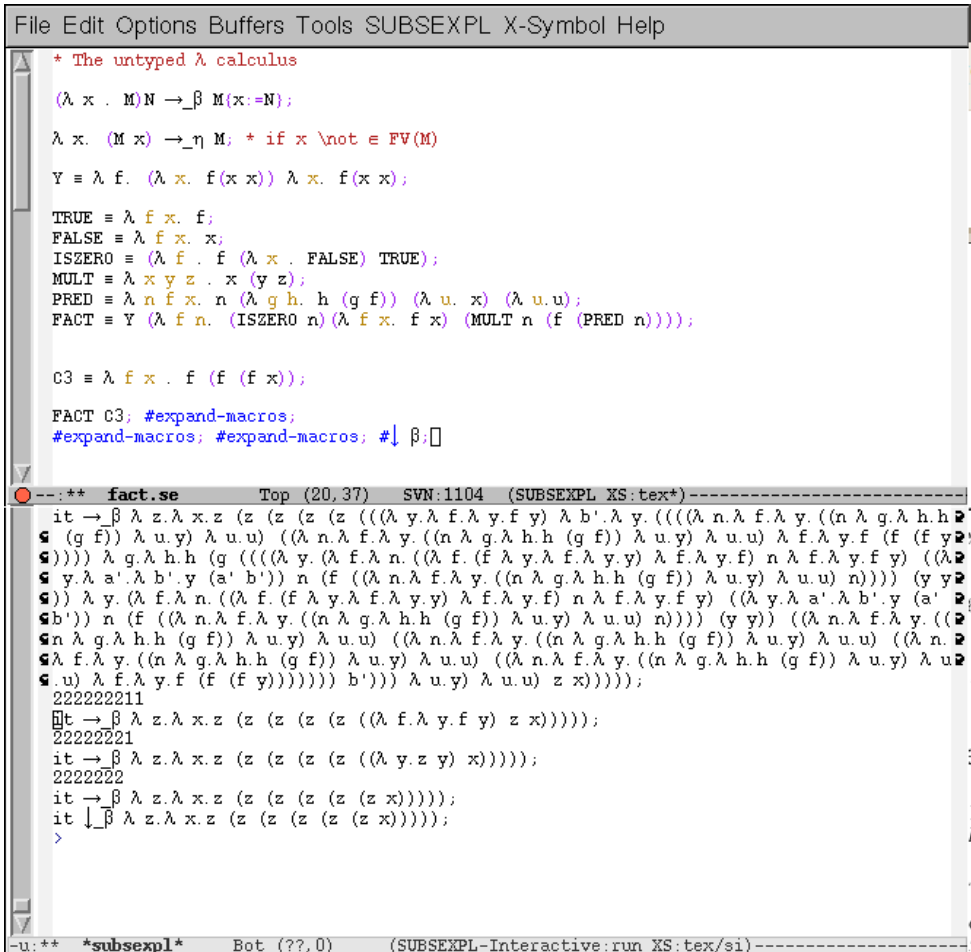 File Edit Options Buffers Tools SUBSEXPL X-Symbol Help
* The untyped λ calculus
(λ x . M)N →_β M{x:=N};
λ x. (M x) →_η M; * if x \not ∈ FV(M)
Y ≡ λ f. (λ x. f(x x)) λ x. f(x x);
TRUE ≡ λ f x. f;
FALSE ≡ λ f x. x;
ISZERO ≡ (λ f . f (λ x . FALSE) TRUE);
MULT ≡ λ x y z . x (y z);
PRED ≡ λ n f x. n (λ g h. h (g f)) (λ u. x) (λ u.u);
FACT ≡ Y (λ f n. (ISZERO n)(λ f x. f x) (MULT n (f (PRED n))));
C3 ≡ λ f x . f (f (f x));
FACT C3; #expand-macros;
#expand-macros; #expand-macros; #↓ β;
--:** fact.se Top (20,37) SVN:1104 (SUBSEXPL XS:tex*)--------------------------
it →_β λ z.λ x.z (z (z (z (z (((λ y.λ f.λ y.f y) λ b'.λ y.((((λ n.λ f.λ y.((n λ g.λ h.h
(g f)) λ u.y) λ u.u) ((λ n.λ f.λ y.((n λ g.λ h.h (g f)) λ u.y) λ u.u) λ f.λ y.f (f (f y
)))) λ g.λ h.h (g ((((λ y.(λ f.λ n.((λ f.(f λ y.λ f.λ y.y) λ f.λ y.f) n λ f.λ y.f y) ((λ
y.λ a'.λ b'.y (a' b')) n (f ((λ n.λ f.λ y.((n λ g.λ h.h (g f)) λ u.y) λ u.u) n)))) (y y
)) λ y.(λ f.λ n.((λ f.(f λ y.λ f.λ y.y) λ f.λ y.f) n λ f.λ y.f y) ((λ y.λ a'.λ b'.y (a'
b')) n (f ((λ n.λ f.λ y.((n λ g.λ h.h (g f)) λ u.y) λ u.u) n)))) (y y)) ((λ n.λ f.λ y.((
n λ g.λ h.h (g f)) λ u.y) λ u.u) ((λ n.λ f.λ y.((n λ g.λ h.h (g f)) λ u.y) λ u.u) ((λ n.
λ f.λ y.((n λ g.λ h.h (g f)) λ u.y) λ u.u) ((λ n.λ f.λ y.((n λ g.λ h.h (g f)) λ u.y) λ u
.u) λ f.λ y.f (f (f y))))))) b'))) λ u.y) λ u.u) z x)))));
222222211
it →_β λ z.λ x.z (z (z (z (z ((λ f.λ y.f y) z x)))));
22222221
it →_β λ z.λ x.z (z (z (z (z ((λ y.z y) x)))));
2222222
it →_β λ z.λ x.z (z (z (z (z (z x)))));
it ↓_β λ z.λ x.z (z (z (z (z (z x)))));
>
-u:** *subsexpl* Bot (??,0) (SUBSEXPL-Interactive:run XS:tex/si)----------------